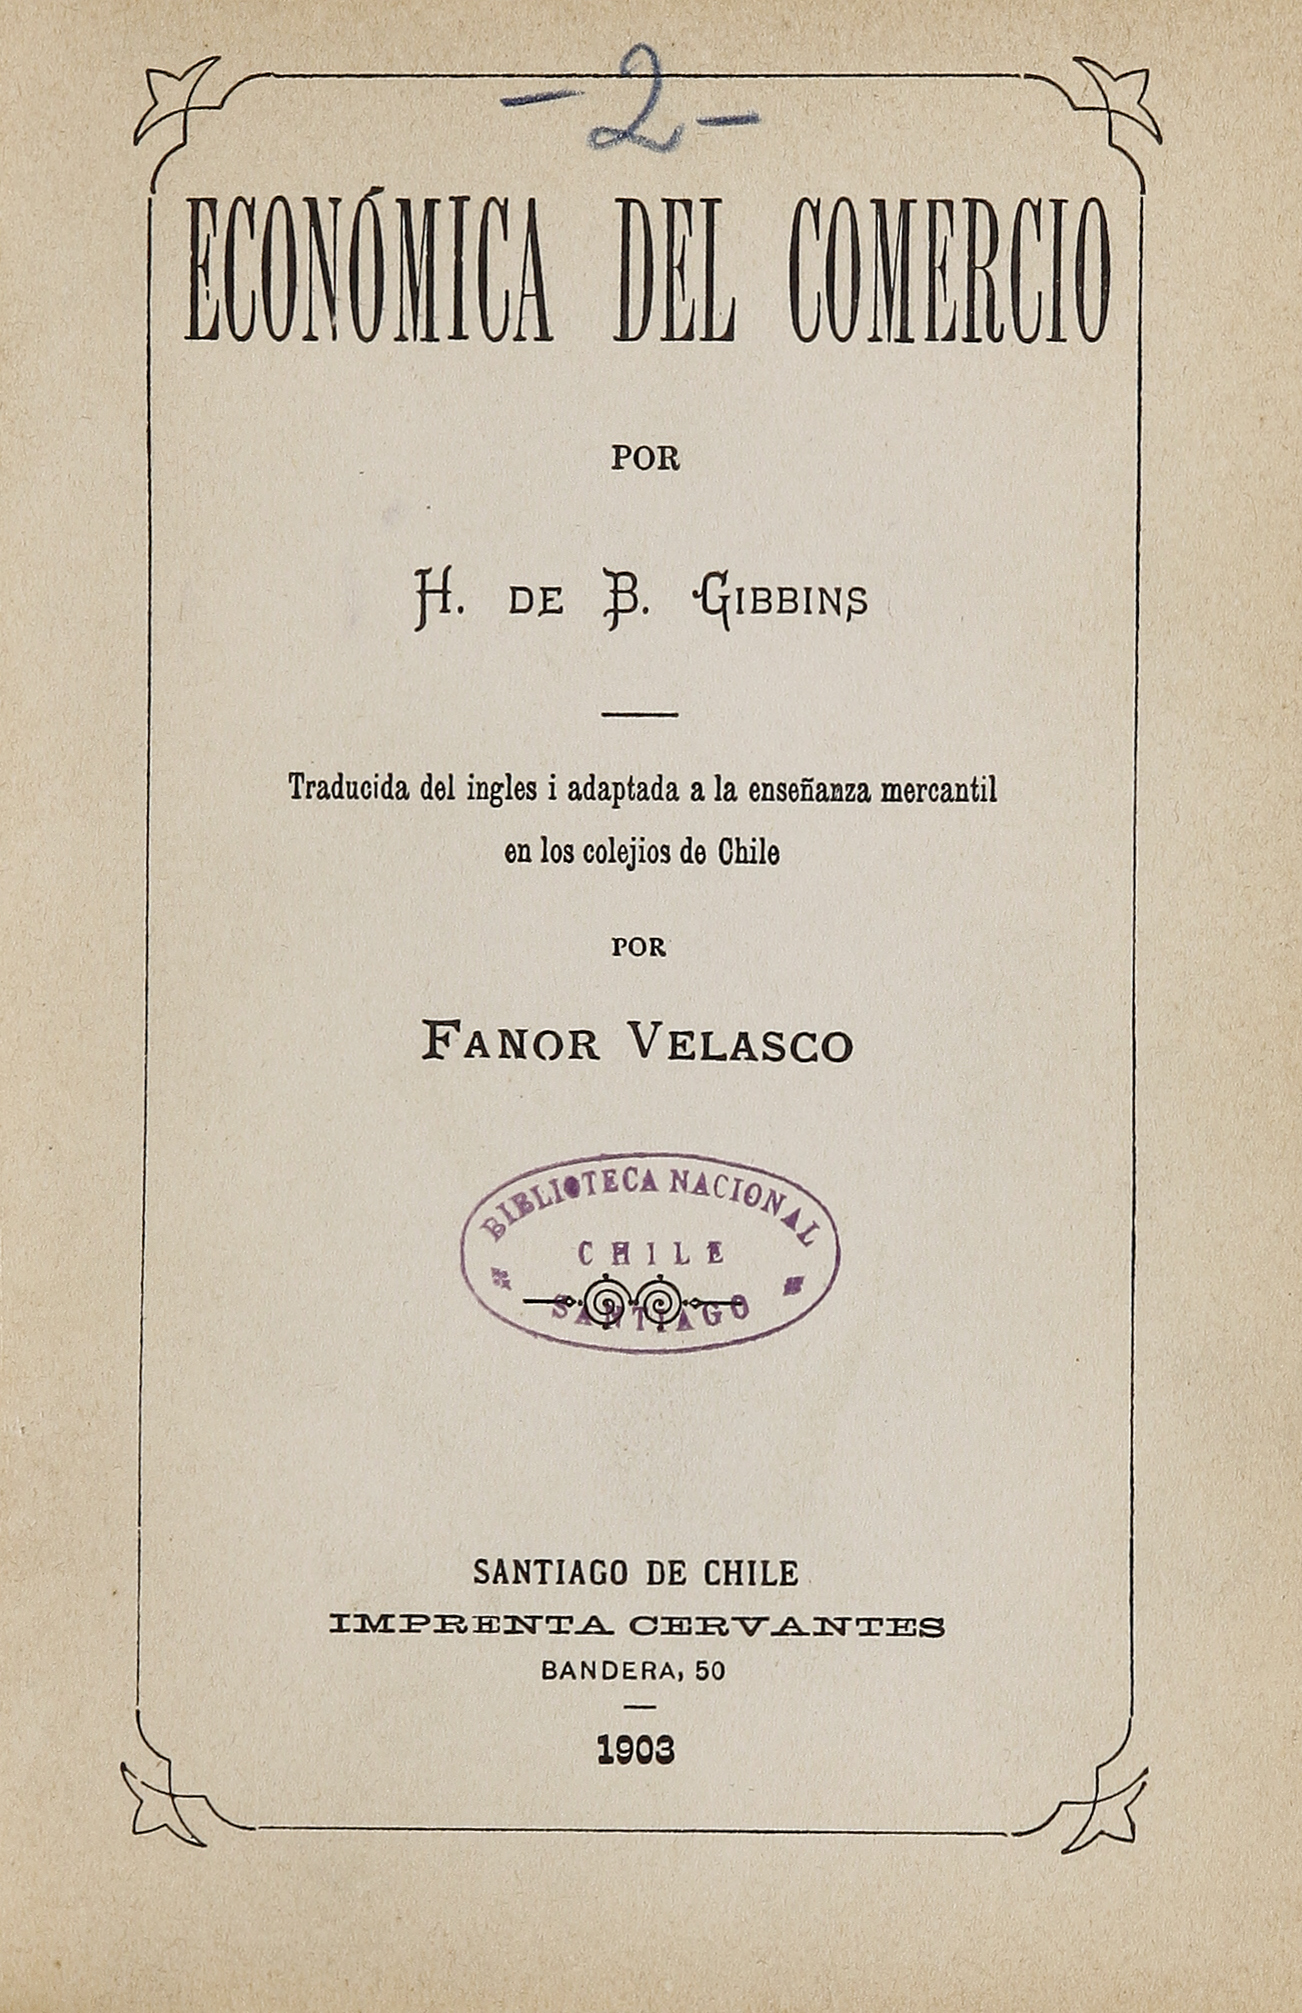 -2-
ECONÓMICA DEL COMERCIO
POR
H. DE B. GIBBINS
Traducida del ingles i adaptada a la enseñanza mercantil
en los colejios de Chile
POR
FANOR VELASCO
BIBLIOTECA NACIONAL
CHILE
SANTIAGO
SANTIAGO DE CHILE
IMPRENTA CERVANTES
BANDERA, 50
1903